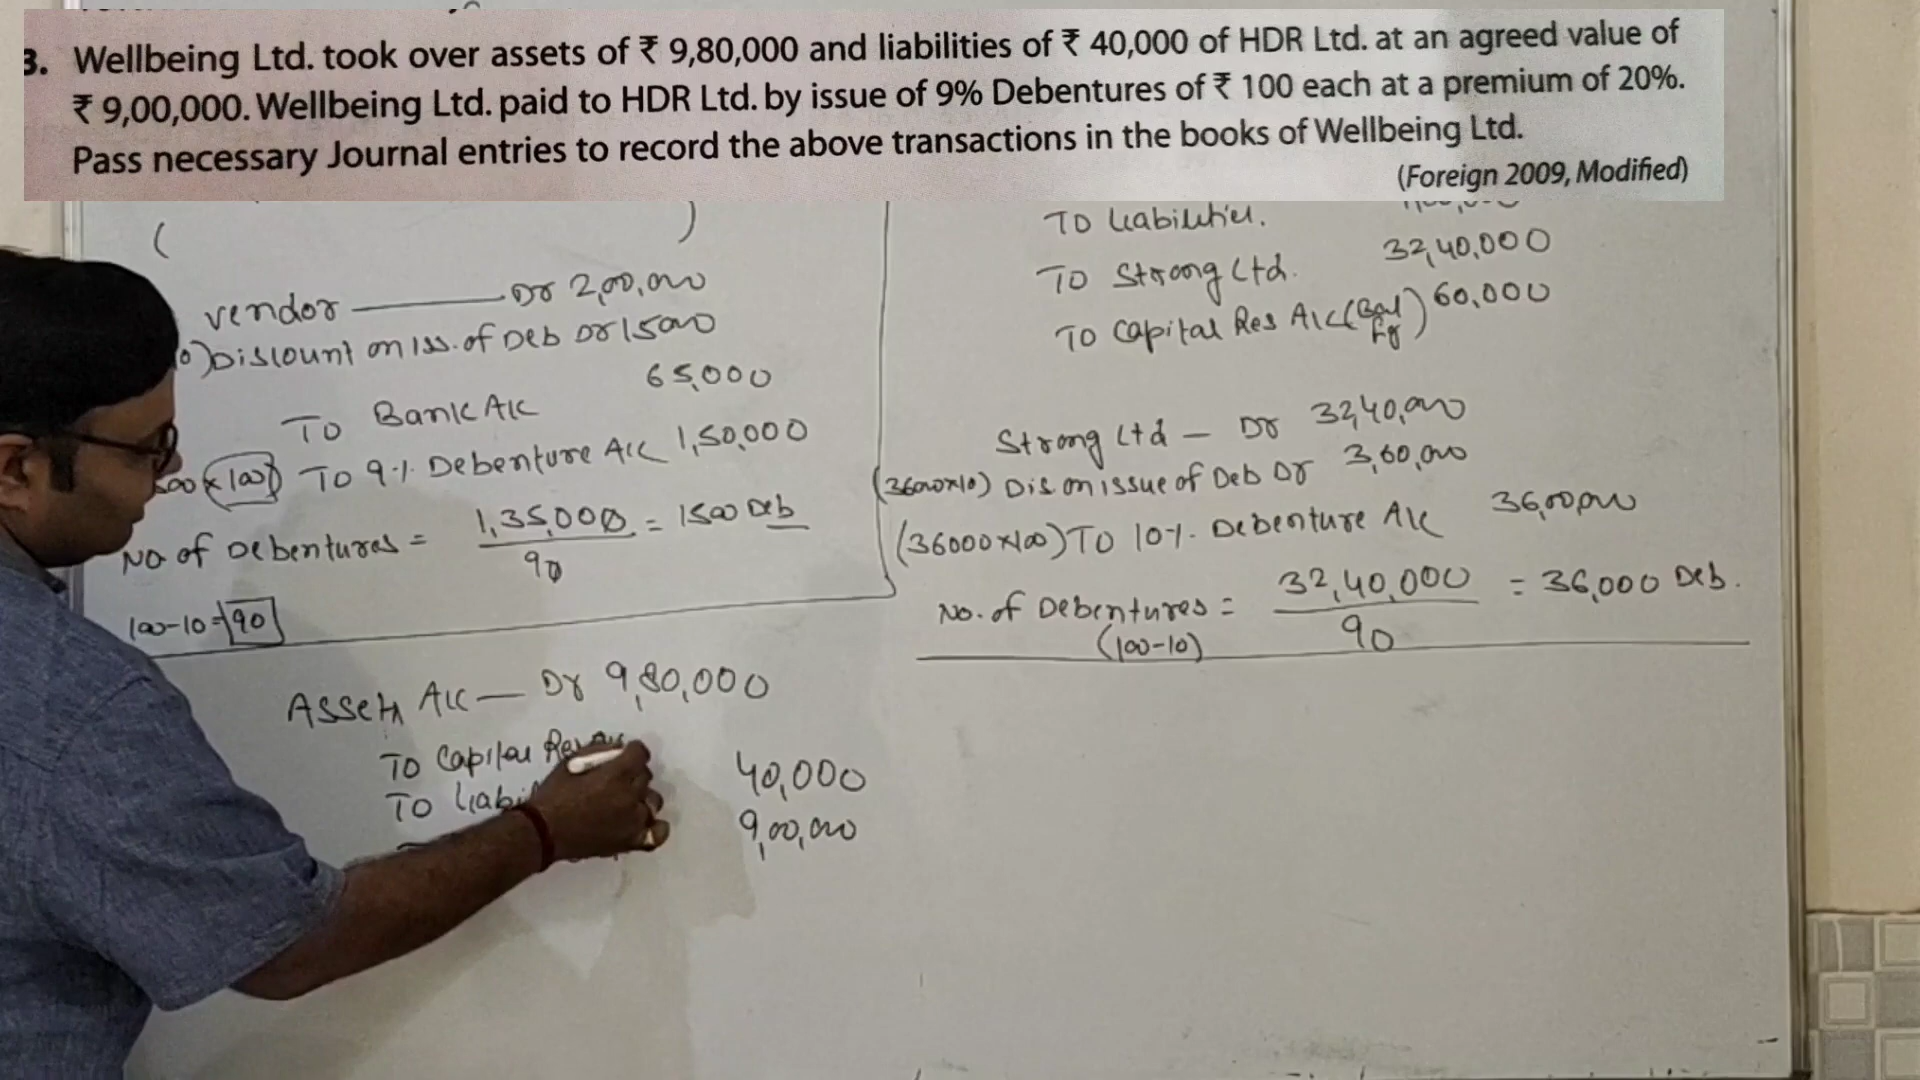 3. Wellbeing Ltd. took over assets of ₹ 9,80,000 and liabilities of ₹ 40,000 of HDR Ltd. at an agreed value of
₹ 9,00,000. Wellbeing Ltd. paid to HDR Ltd. by issue of 9% Debentures of ₹ 100 each at a premium of 20%.
Pass necessary Journal entries to record the above transactions in the books of Wellbeing Ltd.
(Foreign 2009, Modified)
( )
vendor — Dr 2,00,000
Discount on iss. of Deb Dr 15000
To Bank A/c 65,000
(100) To 9% Debenture A/c 1,50,000
No of Debentures = 1,35,000 / 90 = 1500 Deb
100-10=90
Assets A/c — Dr 9,80,000
To Capital
To 40,000
9,00,000
To Liabilities.
To Strong Ltd. 32,40,000
To Capital Res A/c (Bal Fg) 60,000
Strong Ltd — Dr 32,40,000
(36000×10) Dis on issue of Deb Dr 3,60,000
(36000×100) To 10% Debenture A/c 36,00,000
No. of Debentures = 32,40,000 / 90 = 36,000 Deb.
(100-10)